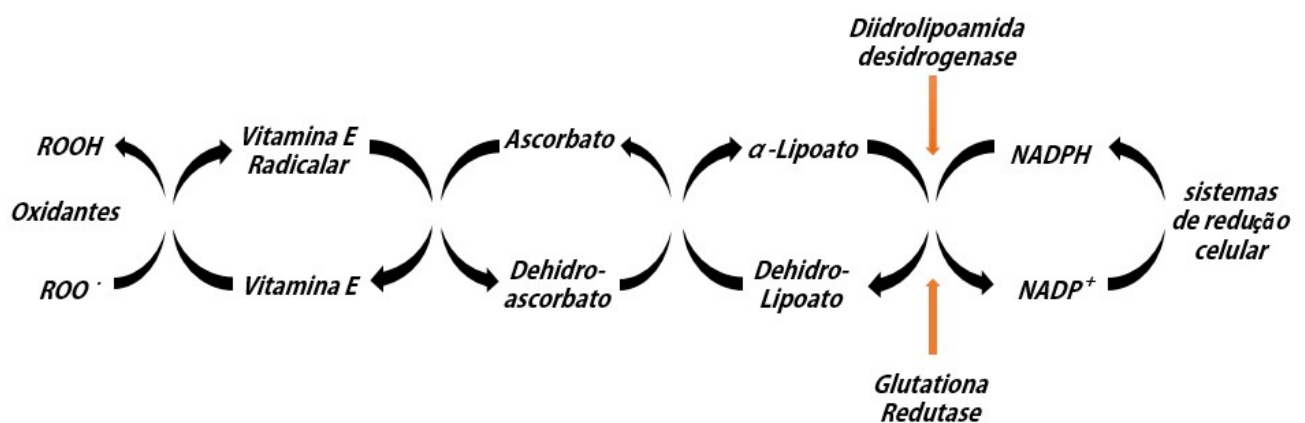 Diidrolipoamida
desidrogenase
ROOH
Vitamina E
Radicalar
Ascorbato
α-Lipoato
NADPH
Oxidantes
sistemas
de redução
celular
ROO ·
Vitamina E
Dehidro-
ascorbato
Dehidro-
Lipoato
NADP⁺
Glutationa
Redutase